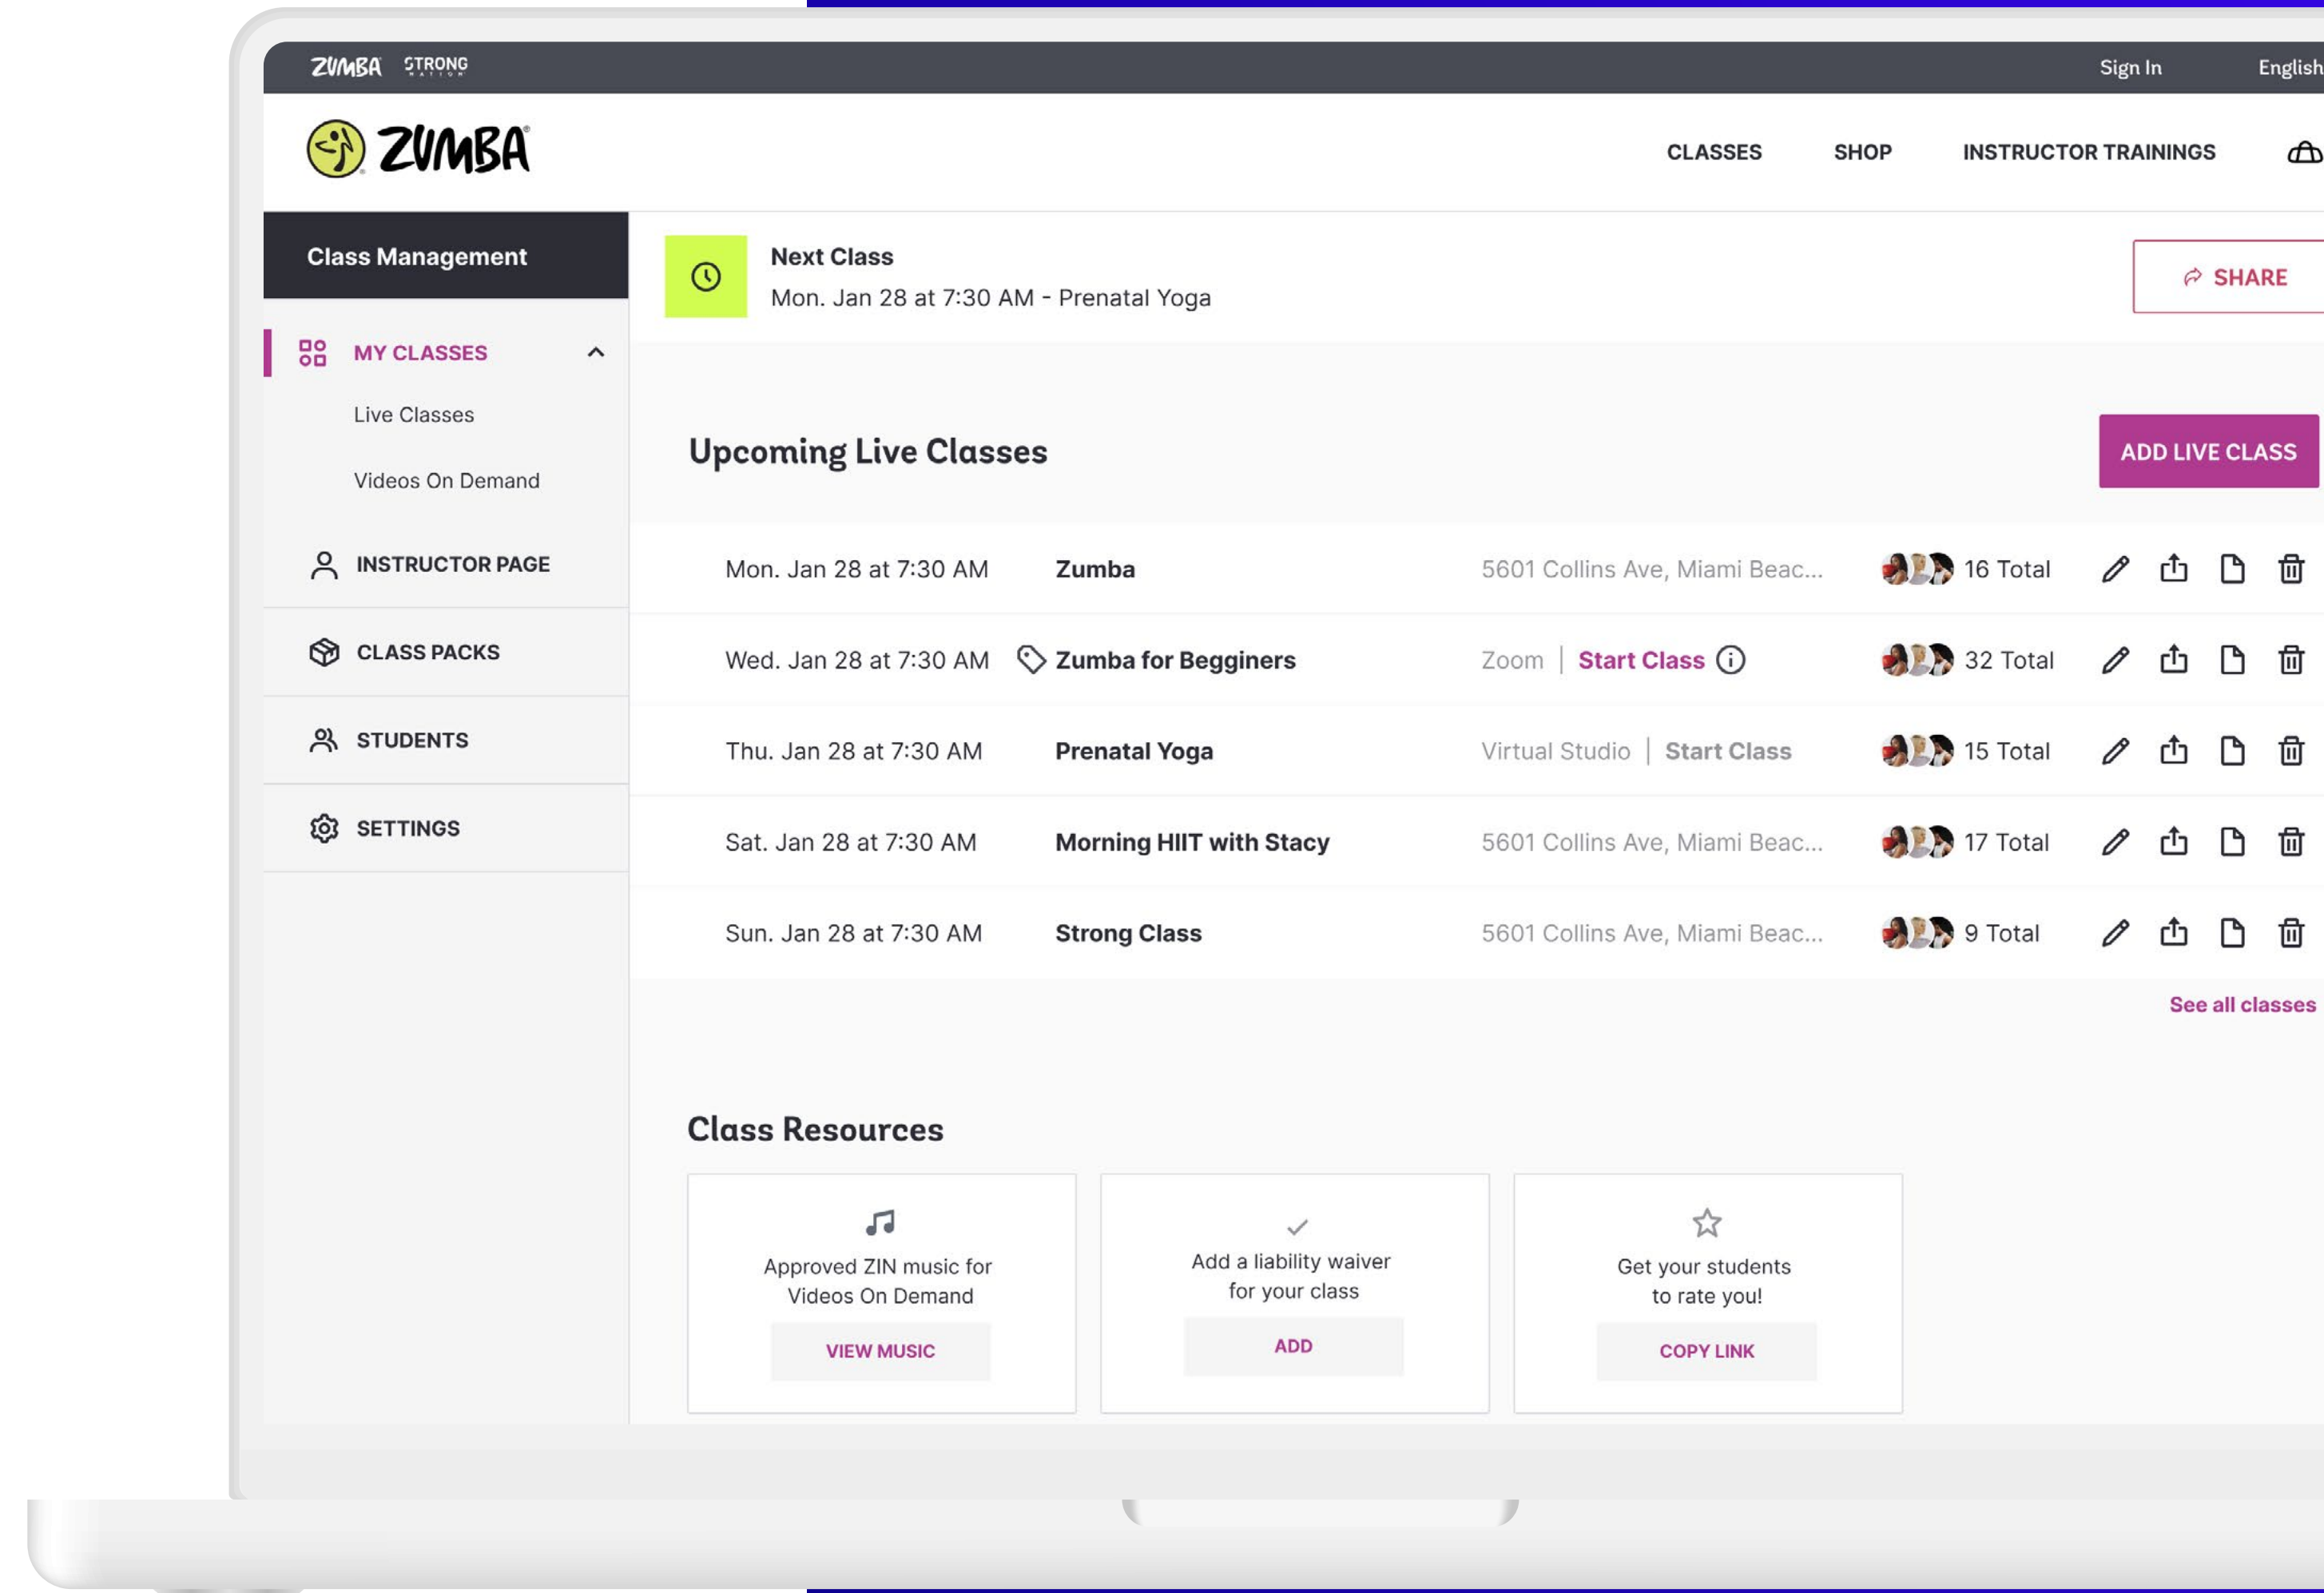 ZUMBA STRONG NATION
Sign In English
ZUMBA
CLASSES SHOP INSTRUCTOR TRAININGS
Class Management
Next Class
Mon. Jan 28 at 7:30 AM - Prenatal Yoga
SHARE
MY CLASSES
Live Classes
Videos On Demand
INSTRUCTOR PAGE
CLASS PACKS
STUDENTS
SETTINGS
Upcoming Live Classes
ADD LIVE CLASS
Mon. Jan 28 at 7:30 AM Zumba 5601 Collins Ave, Miami Beac... 16 Total
Wed. Jan 28 at 7:30 AM Zumba for Begginers Zoom | Start Class 32 Total
Thu. Jan 28 at 7:30 AM Prenatal Yoga Virtual Studio | Start Class 15 Total
Sat. Jan 28 at 7:30 AM Morning HIIT with Stacy 5601 Collins Ave, Miami Beac... 17 Total
Sun. Jan 28 at 7:30 AM Strong Class 5601 Collins Ave, Miami Beac... 9 Total
See all classes
Class Resources
Approved ZIN music for
Videos On Demand
VIEW MUSIC
Add a liability waiver
for your class
ADD
Get your students
to rate you!
COPY LINK